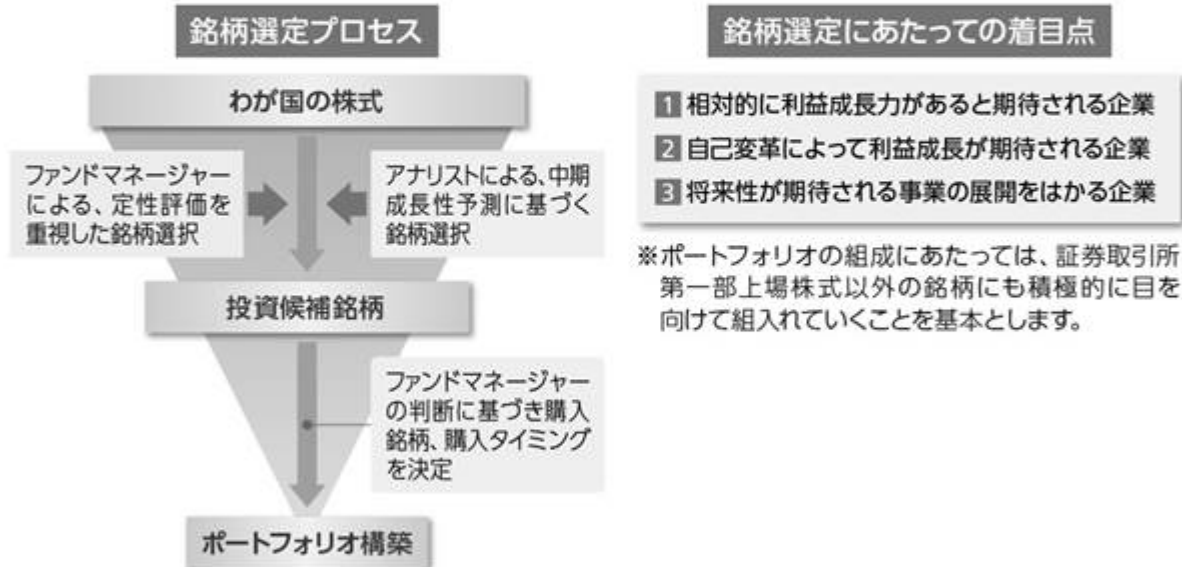 銘柄選定プロセス
わが国の株式
ファンドマネージャー
による、定性評価を
重視した銘柄選択
アナリストによる、中期
成長性予測に基づく
銘柄選択
投資候補銘柄
ファンドマネージャー
の判断に基づき購入
銘柄、購入タイミング
を決定
ポートフォリオ構築
銘柄選定にあたっての着目点
1 相対的に利益成長力があると期待される企業
2 自己変革によって利益成長が期待される企業
3 将来性が期待される事業の展開をはかる企業
※ポートフォリオの組成にあたっては、証券取引所
第一部上場株式以外の銘柄にも積極的に目を
向けて組入れていくことを基本とします。